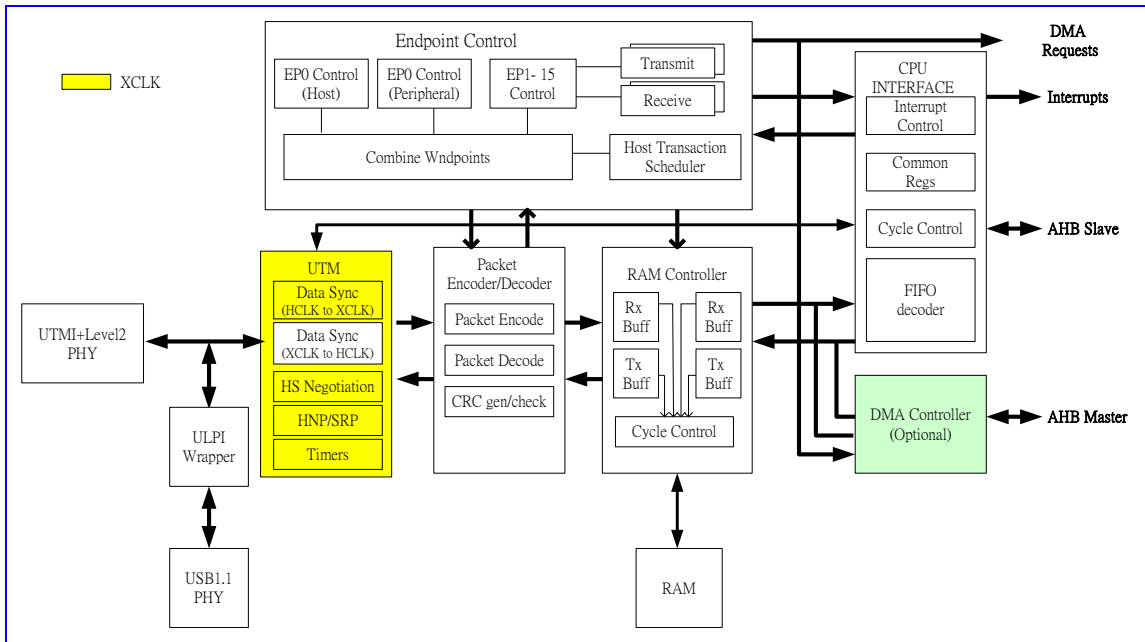 XCLK
Endpoint Control
EP0 Control
(Host)
EP0 Control
(Peripheral)
EP1- 15
Control
Transmit
Receive
Combine Wndpoints
Host Transaction
Scheduler
DMA
Requests
CPU
INTERFACE
Interrupt
Control
Common
Regs
Cycle Control
FIFO
decoder
Interrupts
AHB Slave
UTM
Data Sync
(HCLK to XCLK)
Data Sync
(XCLK to HCLK)
HS Negotiation
HNP/SRP
Timers
Packet
Encoder/Decoder
Packet Encode
Packet Decode
CRC gen/check
RAM Controller
Rx
Buff
Rx
Buff
Tx
Buff
Tx
Buff
Cycle Control
UTMI+Level2
PHY
ULPI
Wrapper
USB1.1
PHY
RAM
DMA Controller
(Optional)
AHB Master